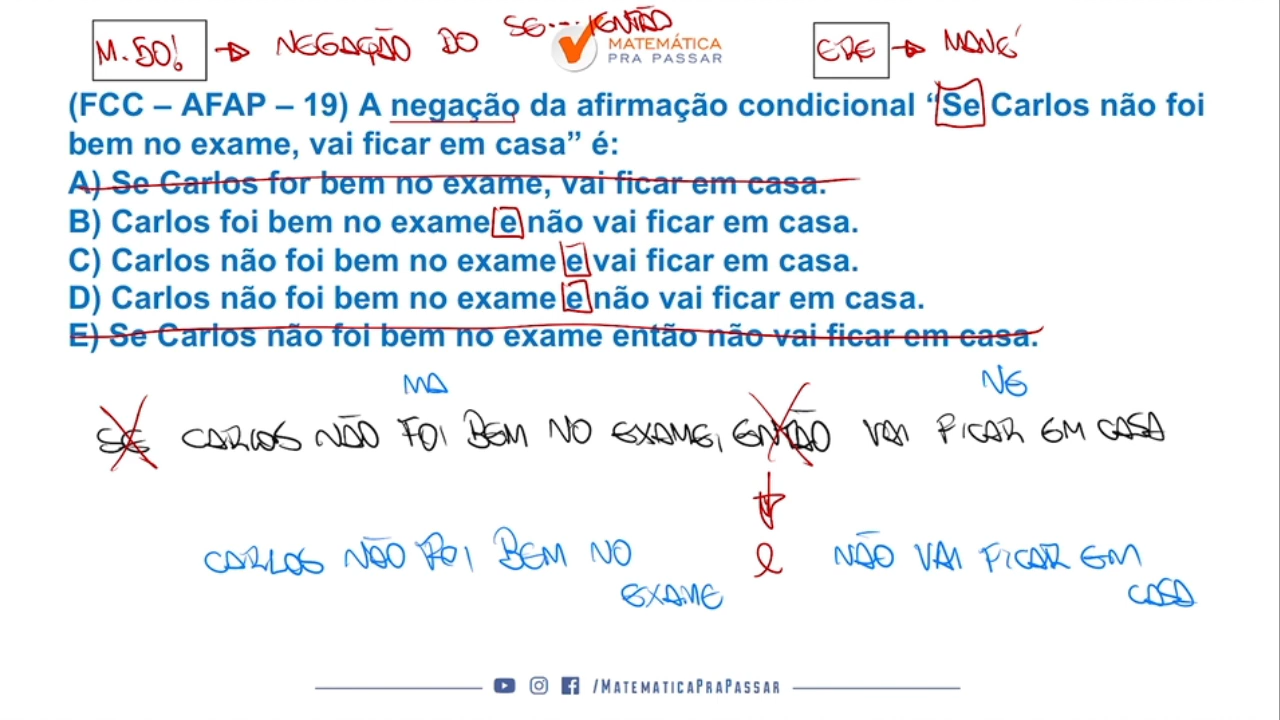 M.50! → NEGAÇÃO DO SE... ENTÃO
MATEMÁTICA
PRA PASSAR
→ MANÉ
(FCC – AFAP – 19) A negação da afirmação condicional “Se Carlos não foi
bem no exame, vai ficar em casa” é:
A) Se Carlos for bem no exame, vai ficar em casa.
B) Carlos foi bem no exame e não vai ficar em casa.
C) Carlos não foi bem no exame e vai ficar em casa.
D) Carlos não foi bem no exame e não vai ficar em casa.
E) Se Carlos não foi bem no exame então não vai ficar em casa.
MA NE
SE CARLOS NÃO FOI BEM NO EXAME, ENTÃO VAI FICAR EM CASA
CARLOS NÃO FOI BEM NO e NÃO VAI FICAR EM
EXAME CASA
/MATEMATICAPRAPASSAR